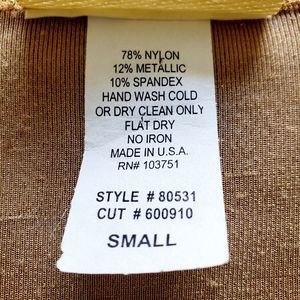 78% NYLON
12% METALLIC
10% SPANDEX
HAND WASH COLD
OR DRY CLEAN ONLY
FLAT DRY
NO IRON
MADE IN U.S.A.
RN# 103751
STYLE # 80531
CUT # 600910
SMALL